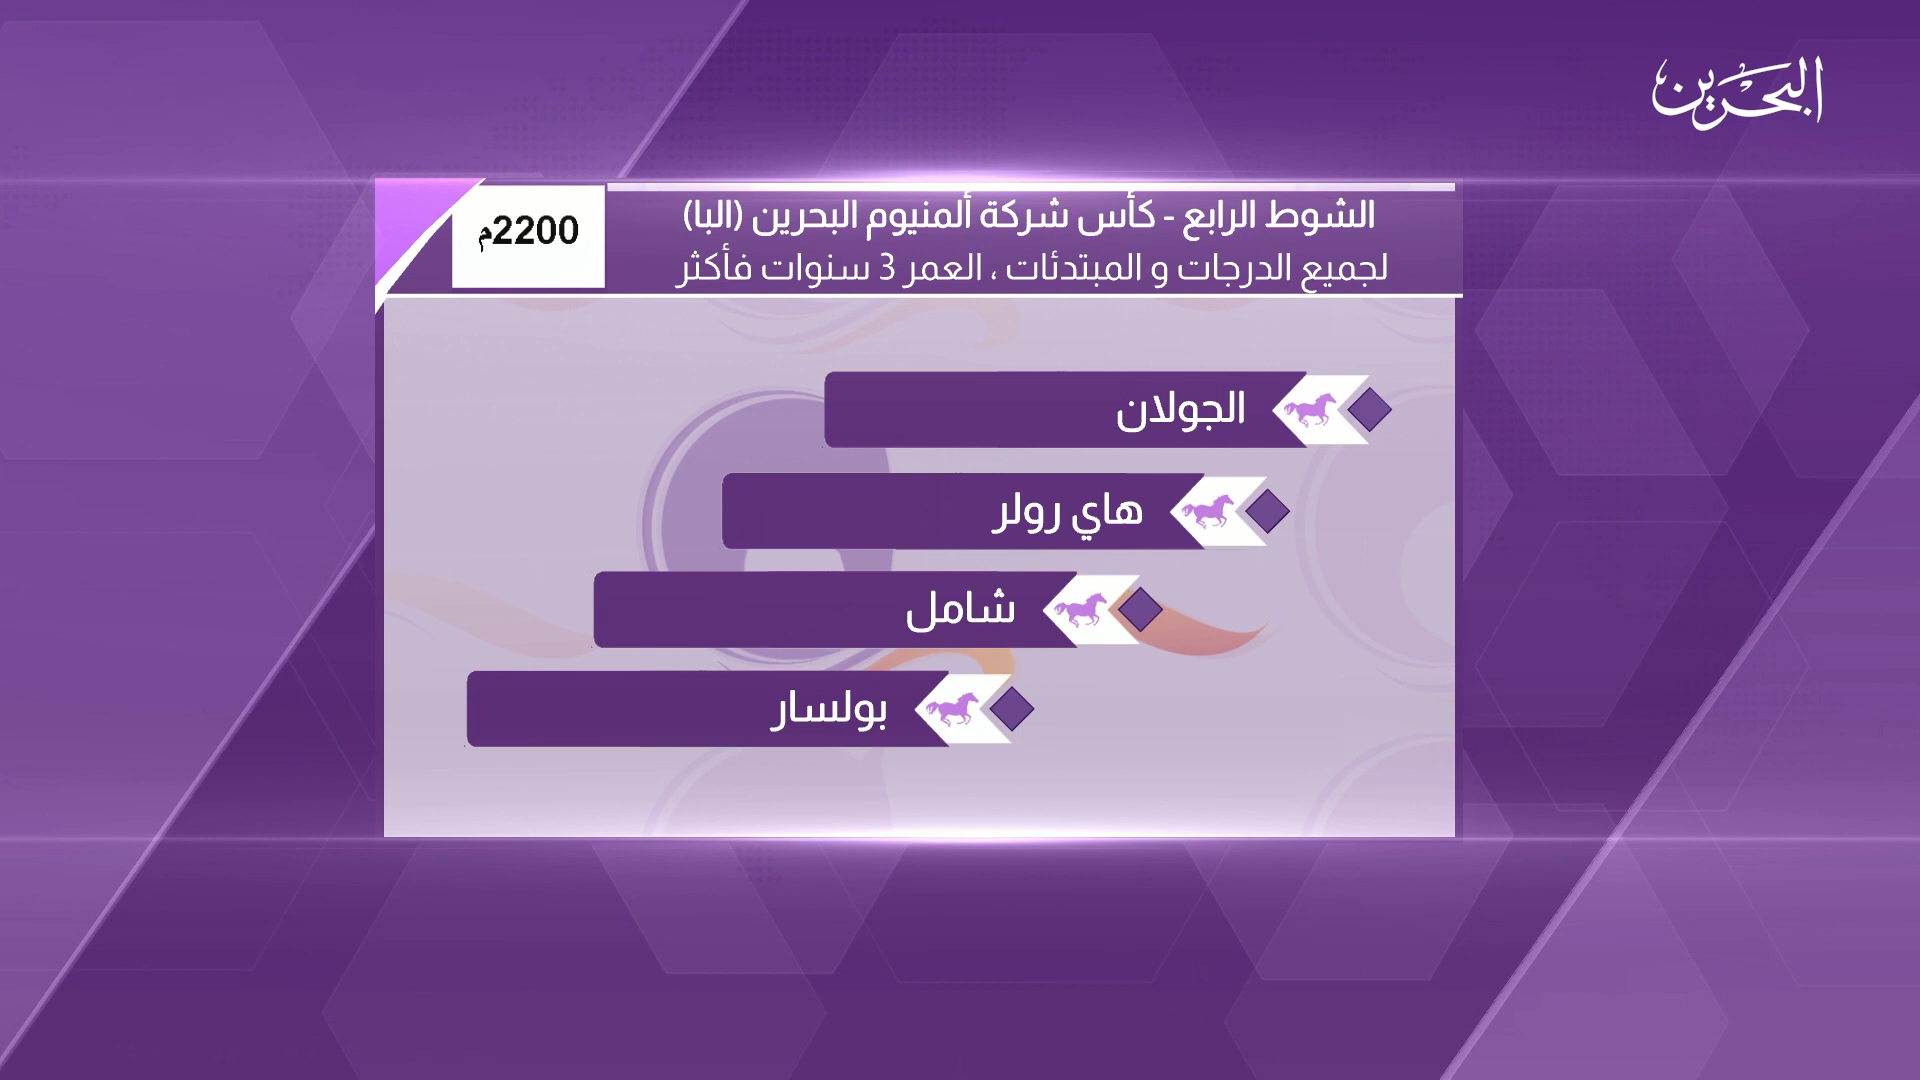 البحرين
الشوط الرابع - كأس شركة ألمنيوم البحرين (البا)
لجميع الدرجات و المبتدئات ، العمر 3 سنوات فأكثر
2200م
الجولان
هاي رولر
شامل
بولسار